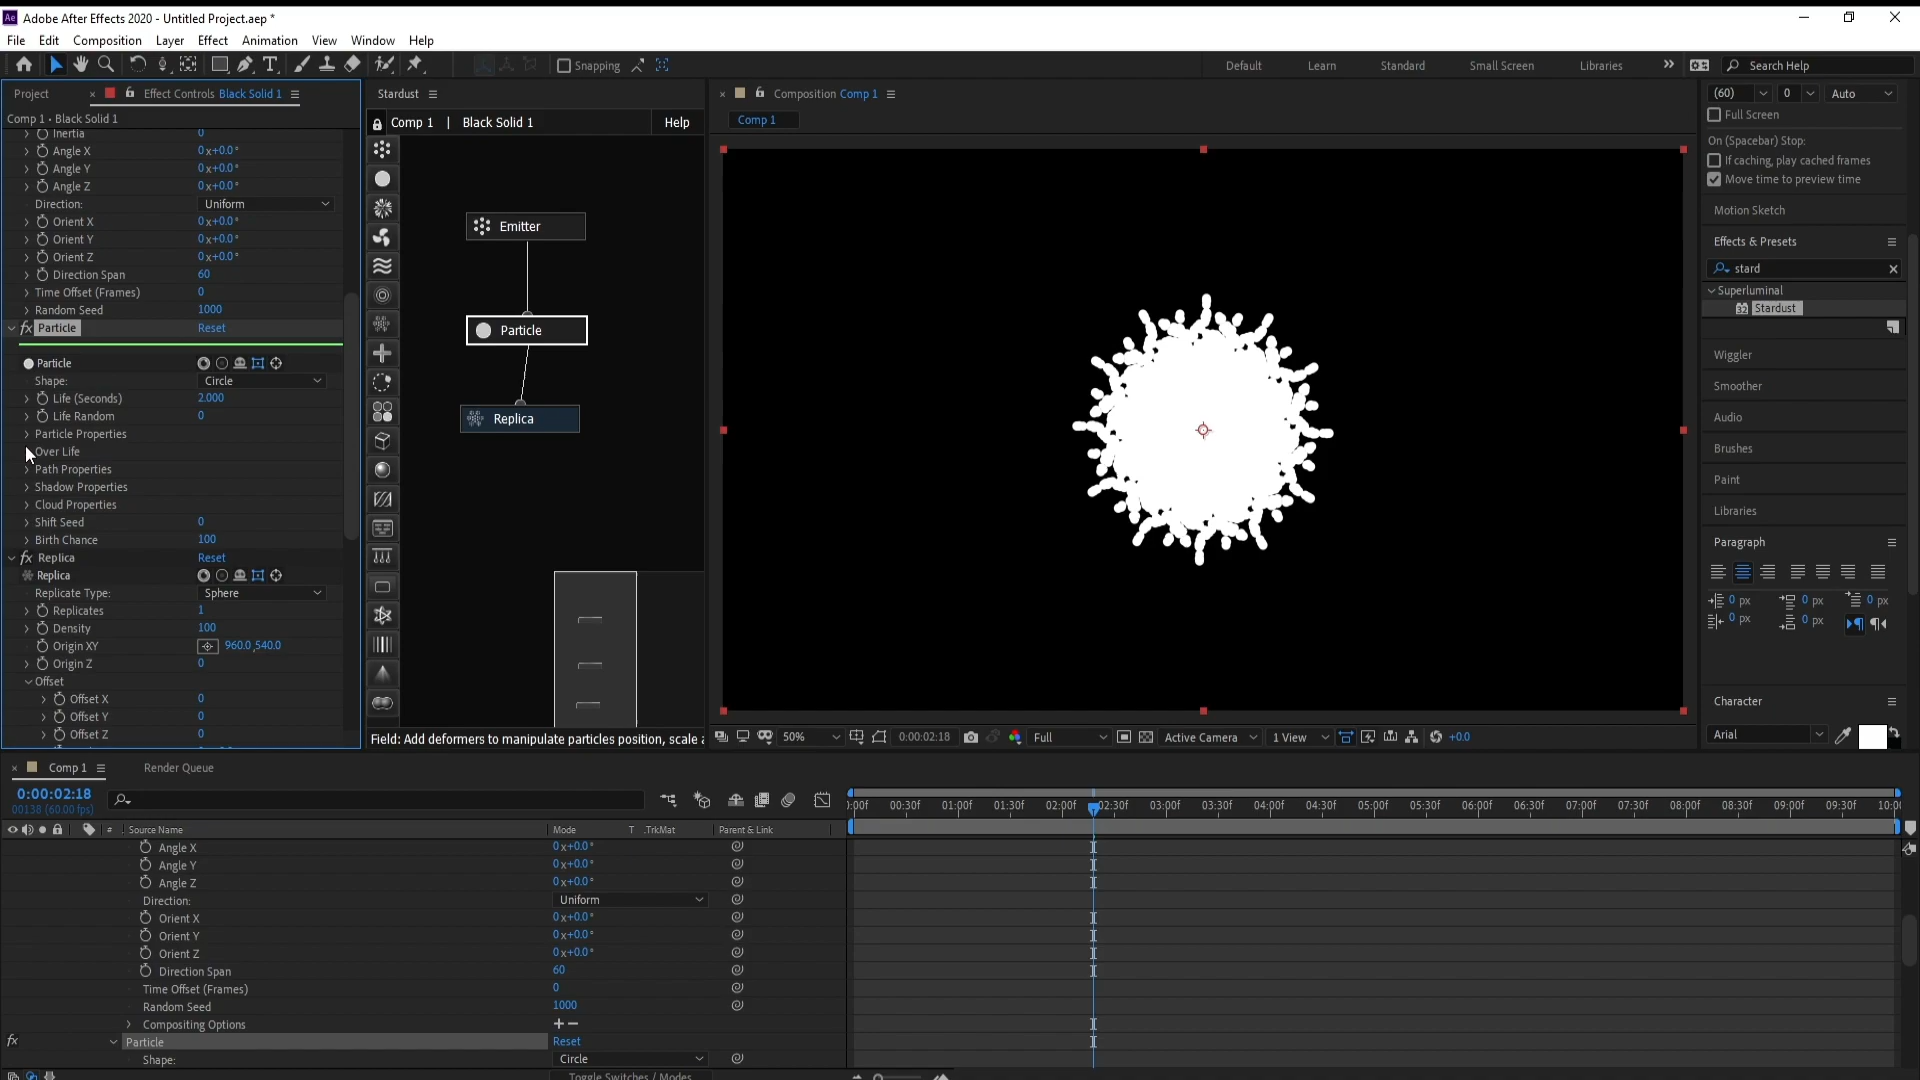 Ae Adobe After Effects 2020 - Untitled Project.aep *
File Edit Composition Layer Effect Animation View Window Help
Snapping
Default Learn Standard Small Screen Libraries
Search Help
Project
Effect Controls Black Solid 1
Comp 1 • Black Solid 1
Inertia 0
Angle X 0x+0.0°
Angle Y 0x+0.0°
Angle Z 0x+0.0°
Direction: Uniform
Orient X 0x+0.0°
Orient Y 0x+0.0°
Orient Z 0x+0.0°
Direction Span 60
Time Offset (Frames) 0
Random Seed 1000
fx Particle Reset
Particle
Shape: Circle
Life (Seconds) 2.000
Life Random 0
Particle Properties
Over Life
Path Properties
Shadow Properties
Cloud Properties
Shift Seed 0
Birth Chance 100
fx Replica Reset
Replica
Replicate Type: Sphere
Replicates 1
Density 100
Origin XY 960.0,540.0
Origin Z 0
Offset
Offset X 0
Offset Y 0
Offset Z 0
Stardust
Comp 1 | Black Solid 1 Help
Emitter
Particle
Replica
Field: Add deformers to manipulate particles position, scale a
Composition Comp 1
Comp 1
50% 0:00:02:18 Full Active Camera 1 View +0.0
(60) 0 Auto
Full Screen
On (Spacebar) Stop:
If caching, play cached frames
Move time to preview time
Motion Sketch
Effects & Presets
stard
Superluminal
32 Stardust
Wiggler
Smoother
Audio
Brushes
Paint
Libraries
Paragraph
0 px 0 px 0 px
0 px 0 px
Character
Arial
Comp 1 Render Queue
0:00:02:18
00138 (60.00 fps)
:00f 00:30f 01:00f 01:30f 02:00f 02:30f 03:00f 03:30f 04:00f 04:30f 05:00f 05:30f 06:00f 06:30f 07:00f 07:30f 08:00f 08:30f 09:00f 09:30f 10:0
# Source Name Mode T .TrkMat Parent & Link
Angle X 0x+0.0°
Angle Y 0x+0.0°
Angle Z 0x+0.0°
Direction: Uniform
Orient X 0x+0.0°
Orient Y 0x+0.0°
Orient Z 0x+0.0°
Direction Span 60
Time Offset (Frames) 0
Random Seed 1000
Compositing Options
fx Particle Reset
Shape: Circle
Toggle Switches / Modes